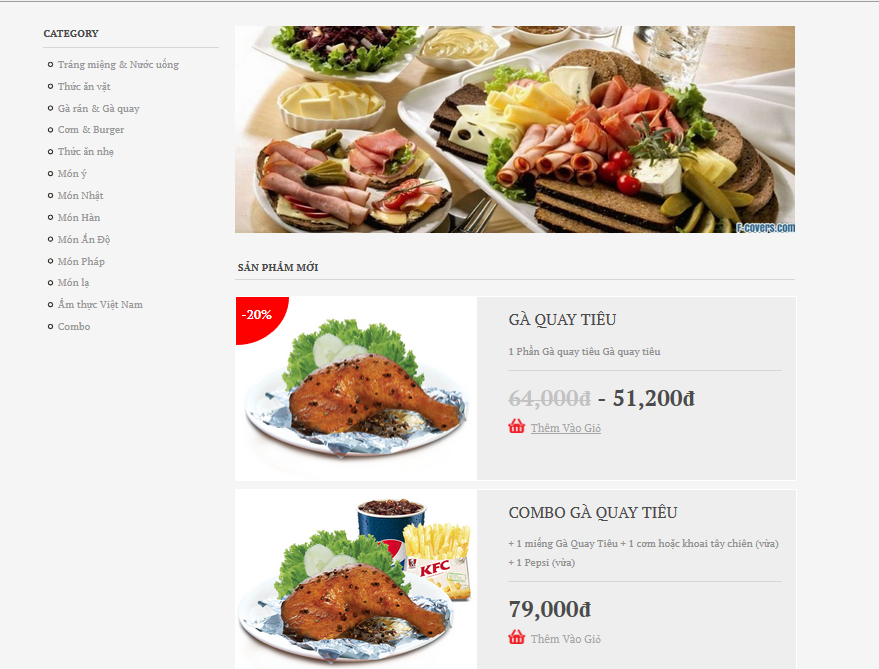 CATEGORY
Tráng miệng & Nước uống
Thức ăn vặt
Gà rán & Gà quay
Cơm & Burger
Thức ăn nhẹ
Món ý
Món Nhật
Món Hàn
Món Ấn Độ
Món Pháp
Món lạ
Ẩm thực Việt Nam
Combo
F-covers.com
SẢN PHẨM MỚI
-20%
GÀ QUAY TIÊU
1 Phần Gà quay tiêu Gà quay tiêu
64,000đ - 51,200đ
Thêm Vào Giỏ
KFC
COMBO GÀ QUAY TIÊU
+ 1 miếng Gà Quay Tiêu + 1 cơm hoặc khoai tây chiên (vừa)
+ 1 Pepsi (vừa)
79,000đ
Thêm Vào Giỏ